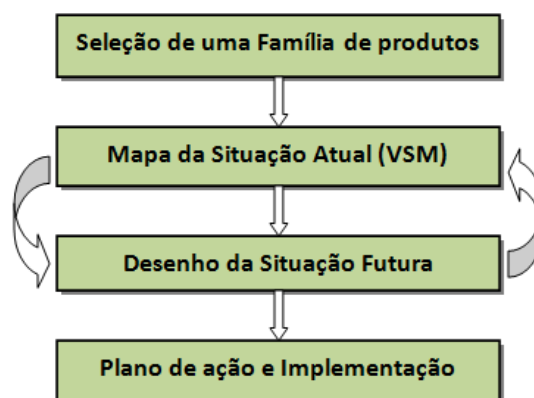 Seleção de uma Família de produtos
Mapa da Situação Atual (VSM)
Desenho da Situação Futura
Plano de ação e Implementação